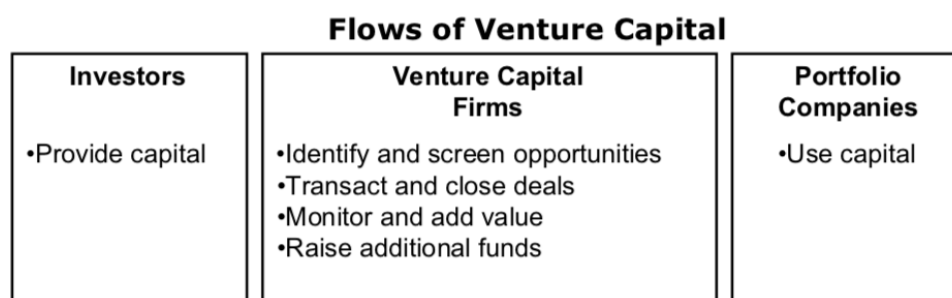 Flows of Venture Capital
Investors
•Provide capital
Venture Capital
Firms
•Identify and screen opportunities
•Transact and close deals
•Monitor and add value
•Raise additional funds
Portfolio
Companies
•Use capital